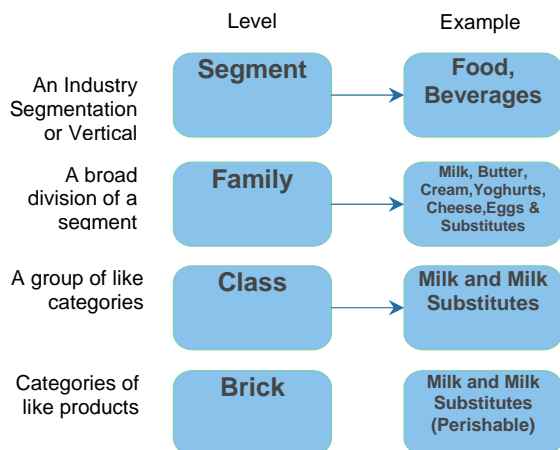 Level
Example
An Industry
Segmentation
or Vertical
Segment
Food,
Beverages
A broad
division of a
segment
Family
Milk, Butter,
Cream,Yoghurts,
Cheese,Eggs &
Substitutes
A group of like
categories
Class
Milk and Milk
Substitutes
Categories of
like products
Brick
Milk and Milk
Substitutes
(Perishable)